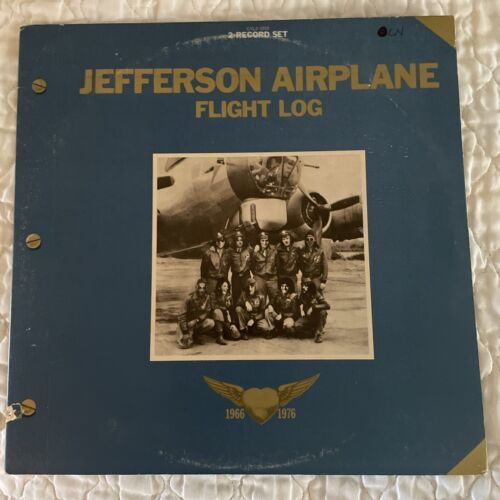 2-RECORD SET
JEFFERSON AIRPLANE
FLIGHT LOG
1966 1976